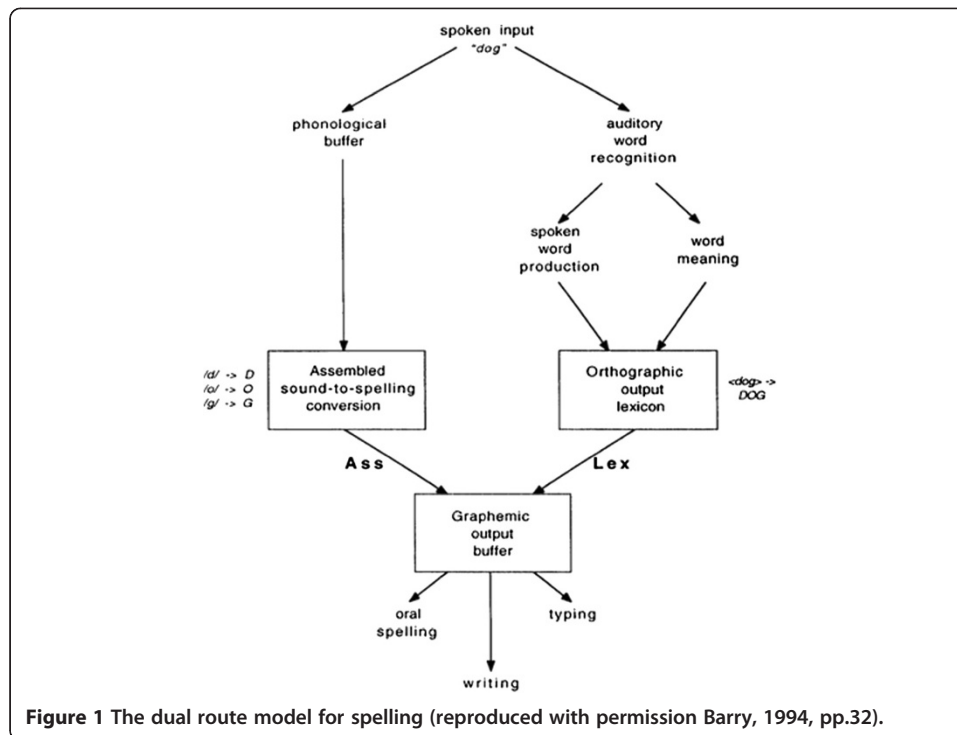 spoken input
"dog"
phonological
buffer
auditory
word
recognition
spoken
word
production
word
meaning
/d/ -> D
/o/ -> O
/g/ -> G
Assembled
sound-to-spelling
conversion
Orthographic
output
lexicon
<dog> ->
DOG
Ass
Lex
Graphemic
output
buffer
oral
spelling
typing
writing
Figure 1 The dual route model for spelling (reproduced with permission Barry, 1994, pp.32).